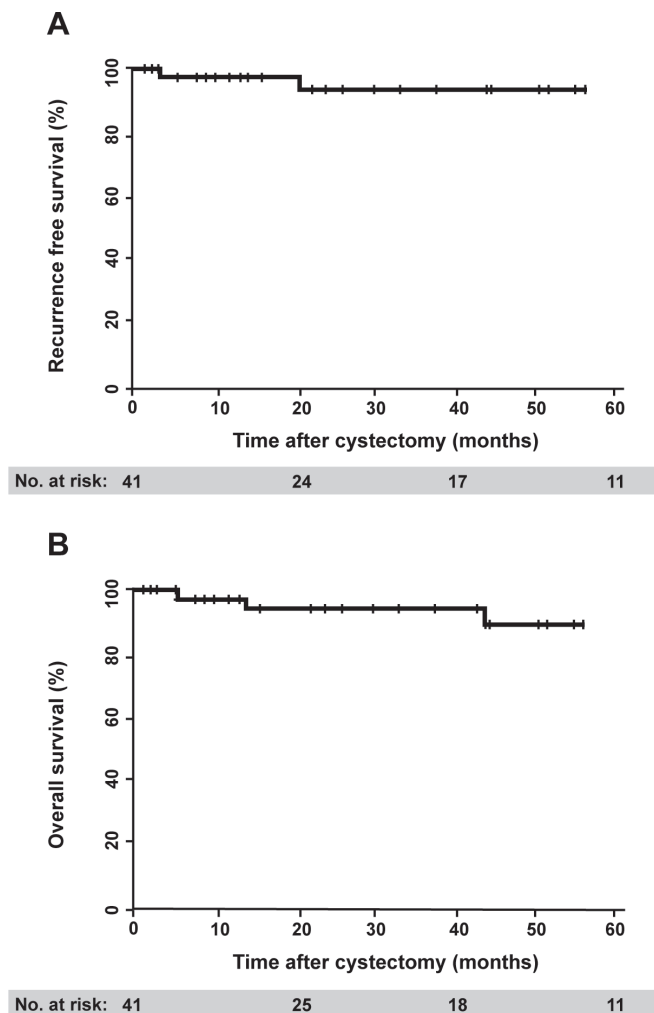 A
Recurrence free survival (%)
100
80
60
40
20
0
0 10 20 30 40 50 60
Time after cystectomy (months)
No. at risk: 41 24 17 11
B
Overall survival (%)
100
80
60
40
20
0
0 10 20 30 40 50 60
Time after cystectomy (months)
No. at risk: 41 25 18 11